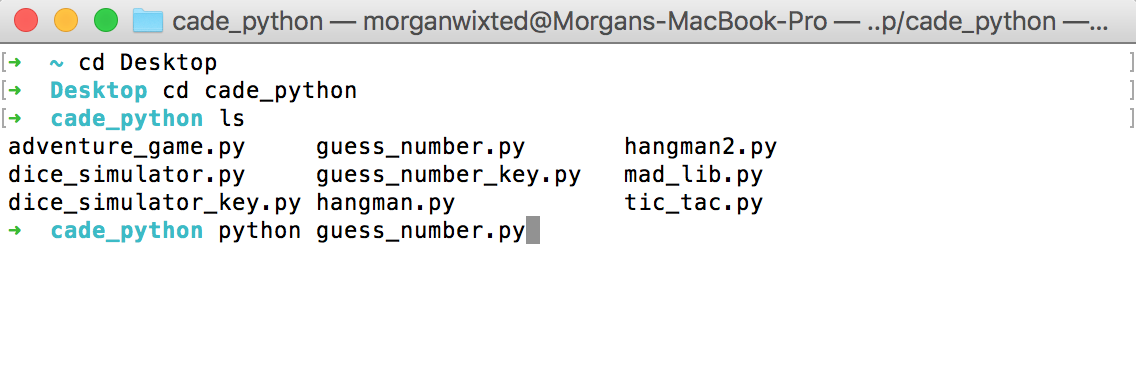 cade_python — morganwixted@Morgans-MacBook-Pro — ..p/cade_python —...
[➜ ~ cd Desktop ]
[➜ Desktop cd cade_python ]
[➜ cade_python ls ]
adventure_game.py guess_number.py hangman2.py
dice_simulator.py guess_number_key.py mad_lib.py
dice_simulator_key.py hangman.py tic_tac.py
➜ cade_python python guess_number.py